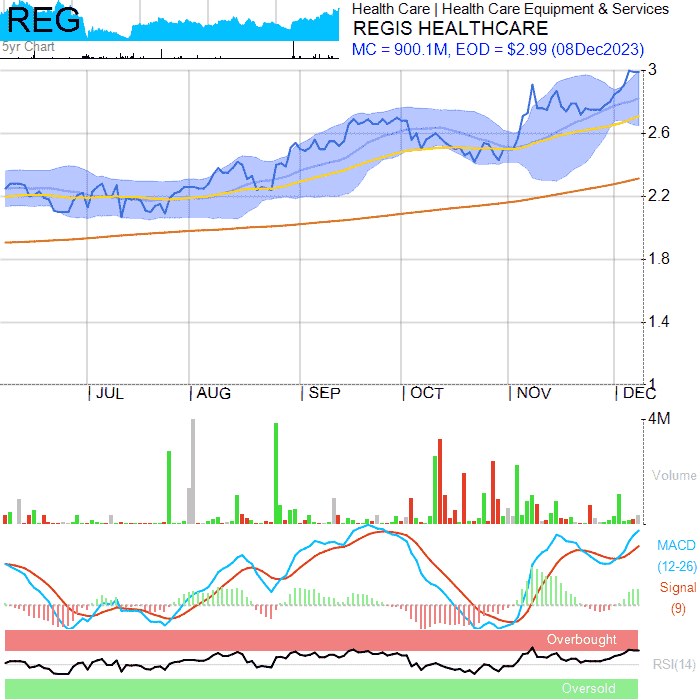 REG
5yr Chart
Health Care | Health Care Equipment & Services
REGIS HEALTHCARE
MC = 900.1M, EOD = $2.99 (08Dec2023)
3
2.6
2.2
1.8
1.4
1
JUL
AUG
SEP
OCT
NOV
DEC
4M
Volume
MACD
(12-26)
Signal
(9)
Overbought
RSI(14)
Oversold